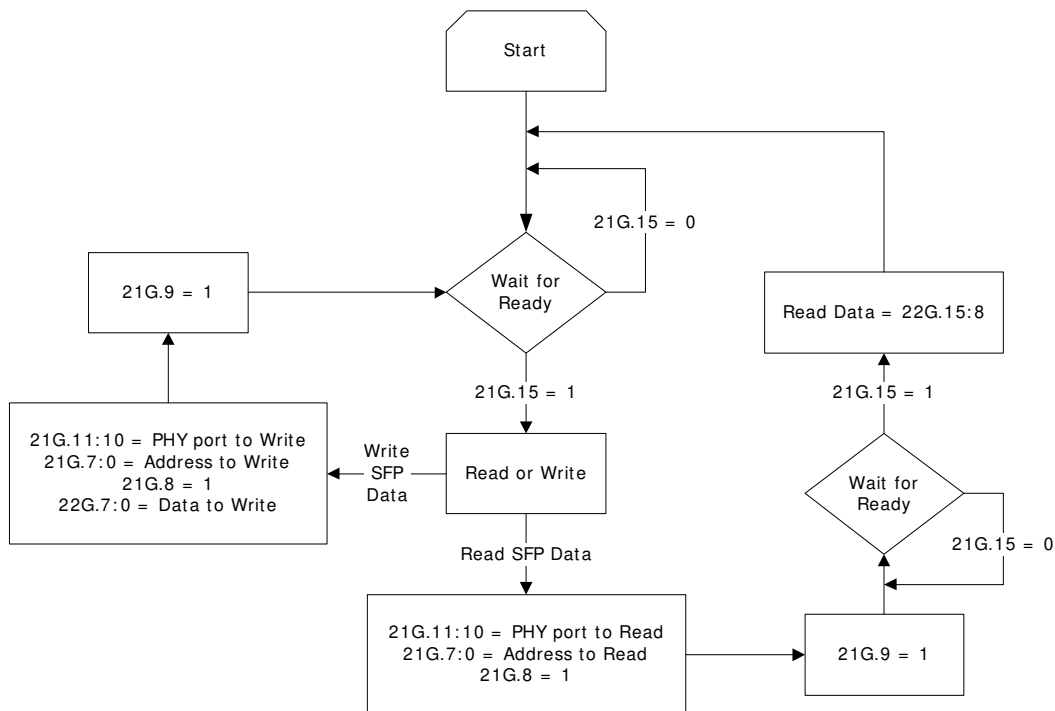 Start
21G.15 = 0
Wait for
Ready
21G.9 = 1
Read Data = 22G.15:8
21G.15 = 1
21G.15 = 1
21G.11:10 = PHY port to Write
21G.7:0 = Address to Write
21G.8 = 1
22G.7:0 = Data to Write
Write
SFP
Data
Read or Write
Wait for
Ready
21G.15 = 0
Read SFP Data
21G.11:10 = PHY port to Read
21G.7:0 = Address to Read
21G.8 = 1
21G.9 = 1